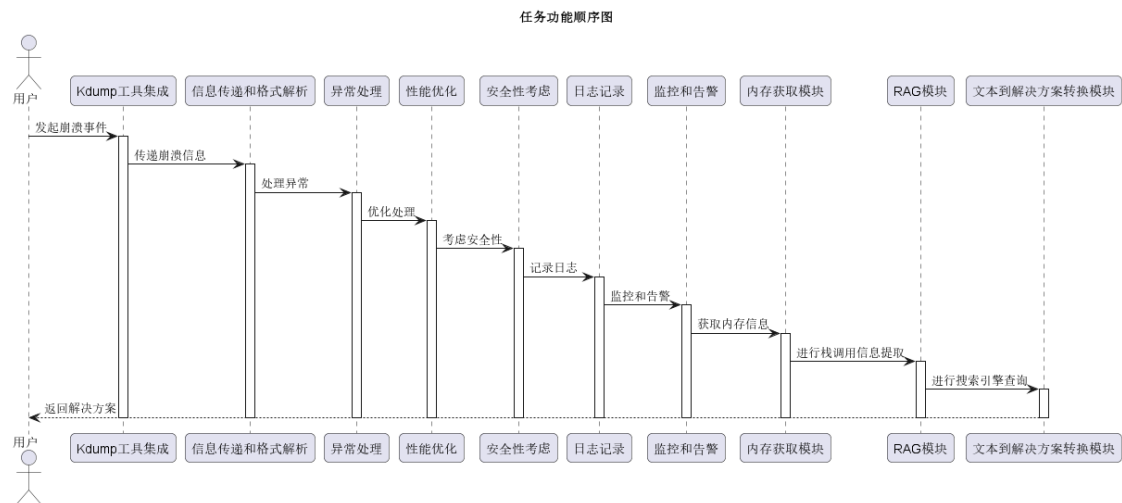 任务功能顺序图
用户
Kdump工具集成
信息传递和格式解析
异常处理
性能优化
安全性考虑
日志记录
监控和告警
内存获取模块
RAG模块
文本到解决方案转换模块
发起崩溃事件
传递崩溃信息
处理异常
优化处理
考虑安全性
记录日志
监控和告警
获取内存信息
进行栈调用信息提取
进行搜索引擎查询
返回解决方案
用户
Kdump工具集成
信息传递和格式解析
异常处理
性能优化
安全性考虑
日志记录
监控和告警
内存获取模块
RAG模块
文本到解决方案转换模块